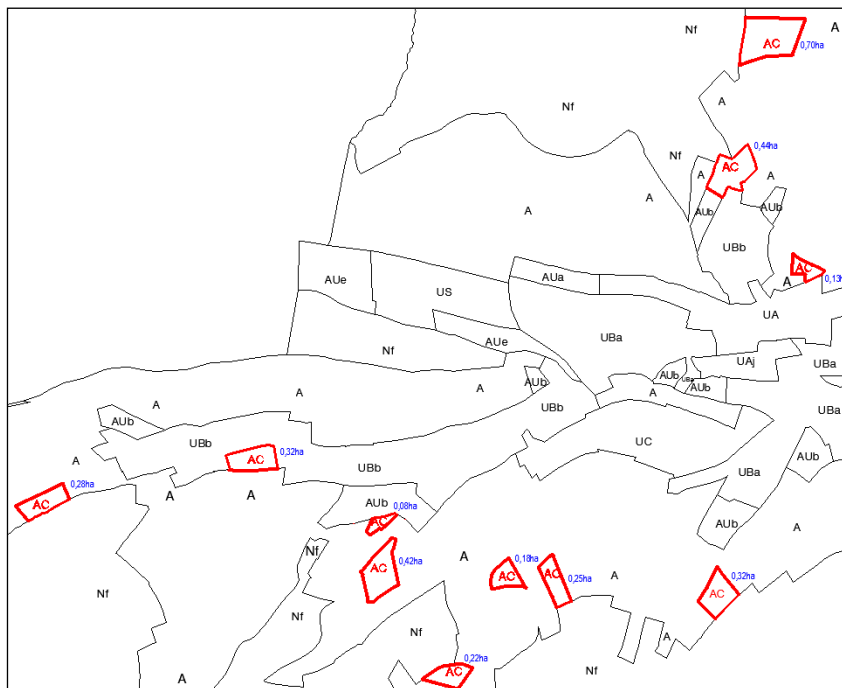 Nf
AC
A
0,70ha
A
Nf
0,44ha
Nf
AC
A
A
A
A
AUb
AUb
UBb
AC
0,13h
A
AUe
US
AUa
UA
UBa
AUe
Nf
UAj
UBa
AUb
AUb
AUb
A
A
A
A
UBb
UBa
AUb
UBb
UC
0,32ha
AC
UBb
AUb
UBa
A
0,28ha
AC
A
A
AUb
0,08ha
AC
AUb
A
Nf
A
0,42ha
AC
0,18ha
AC
AC
0,25ha
A
0,32ha
AC
Nf
Nf
Nf
A
0,22ha
AC
Nf
A